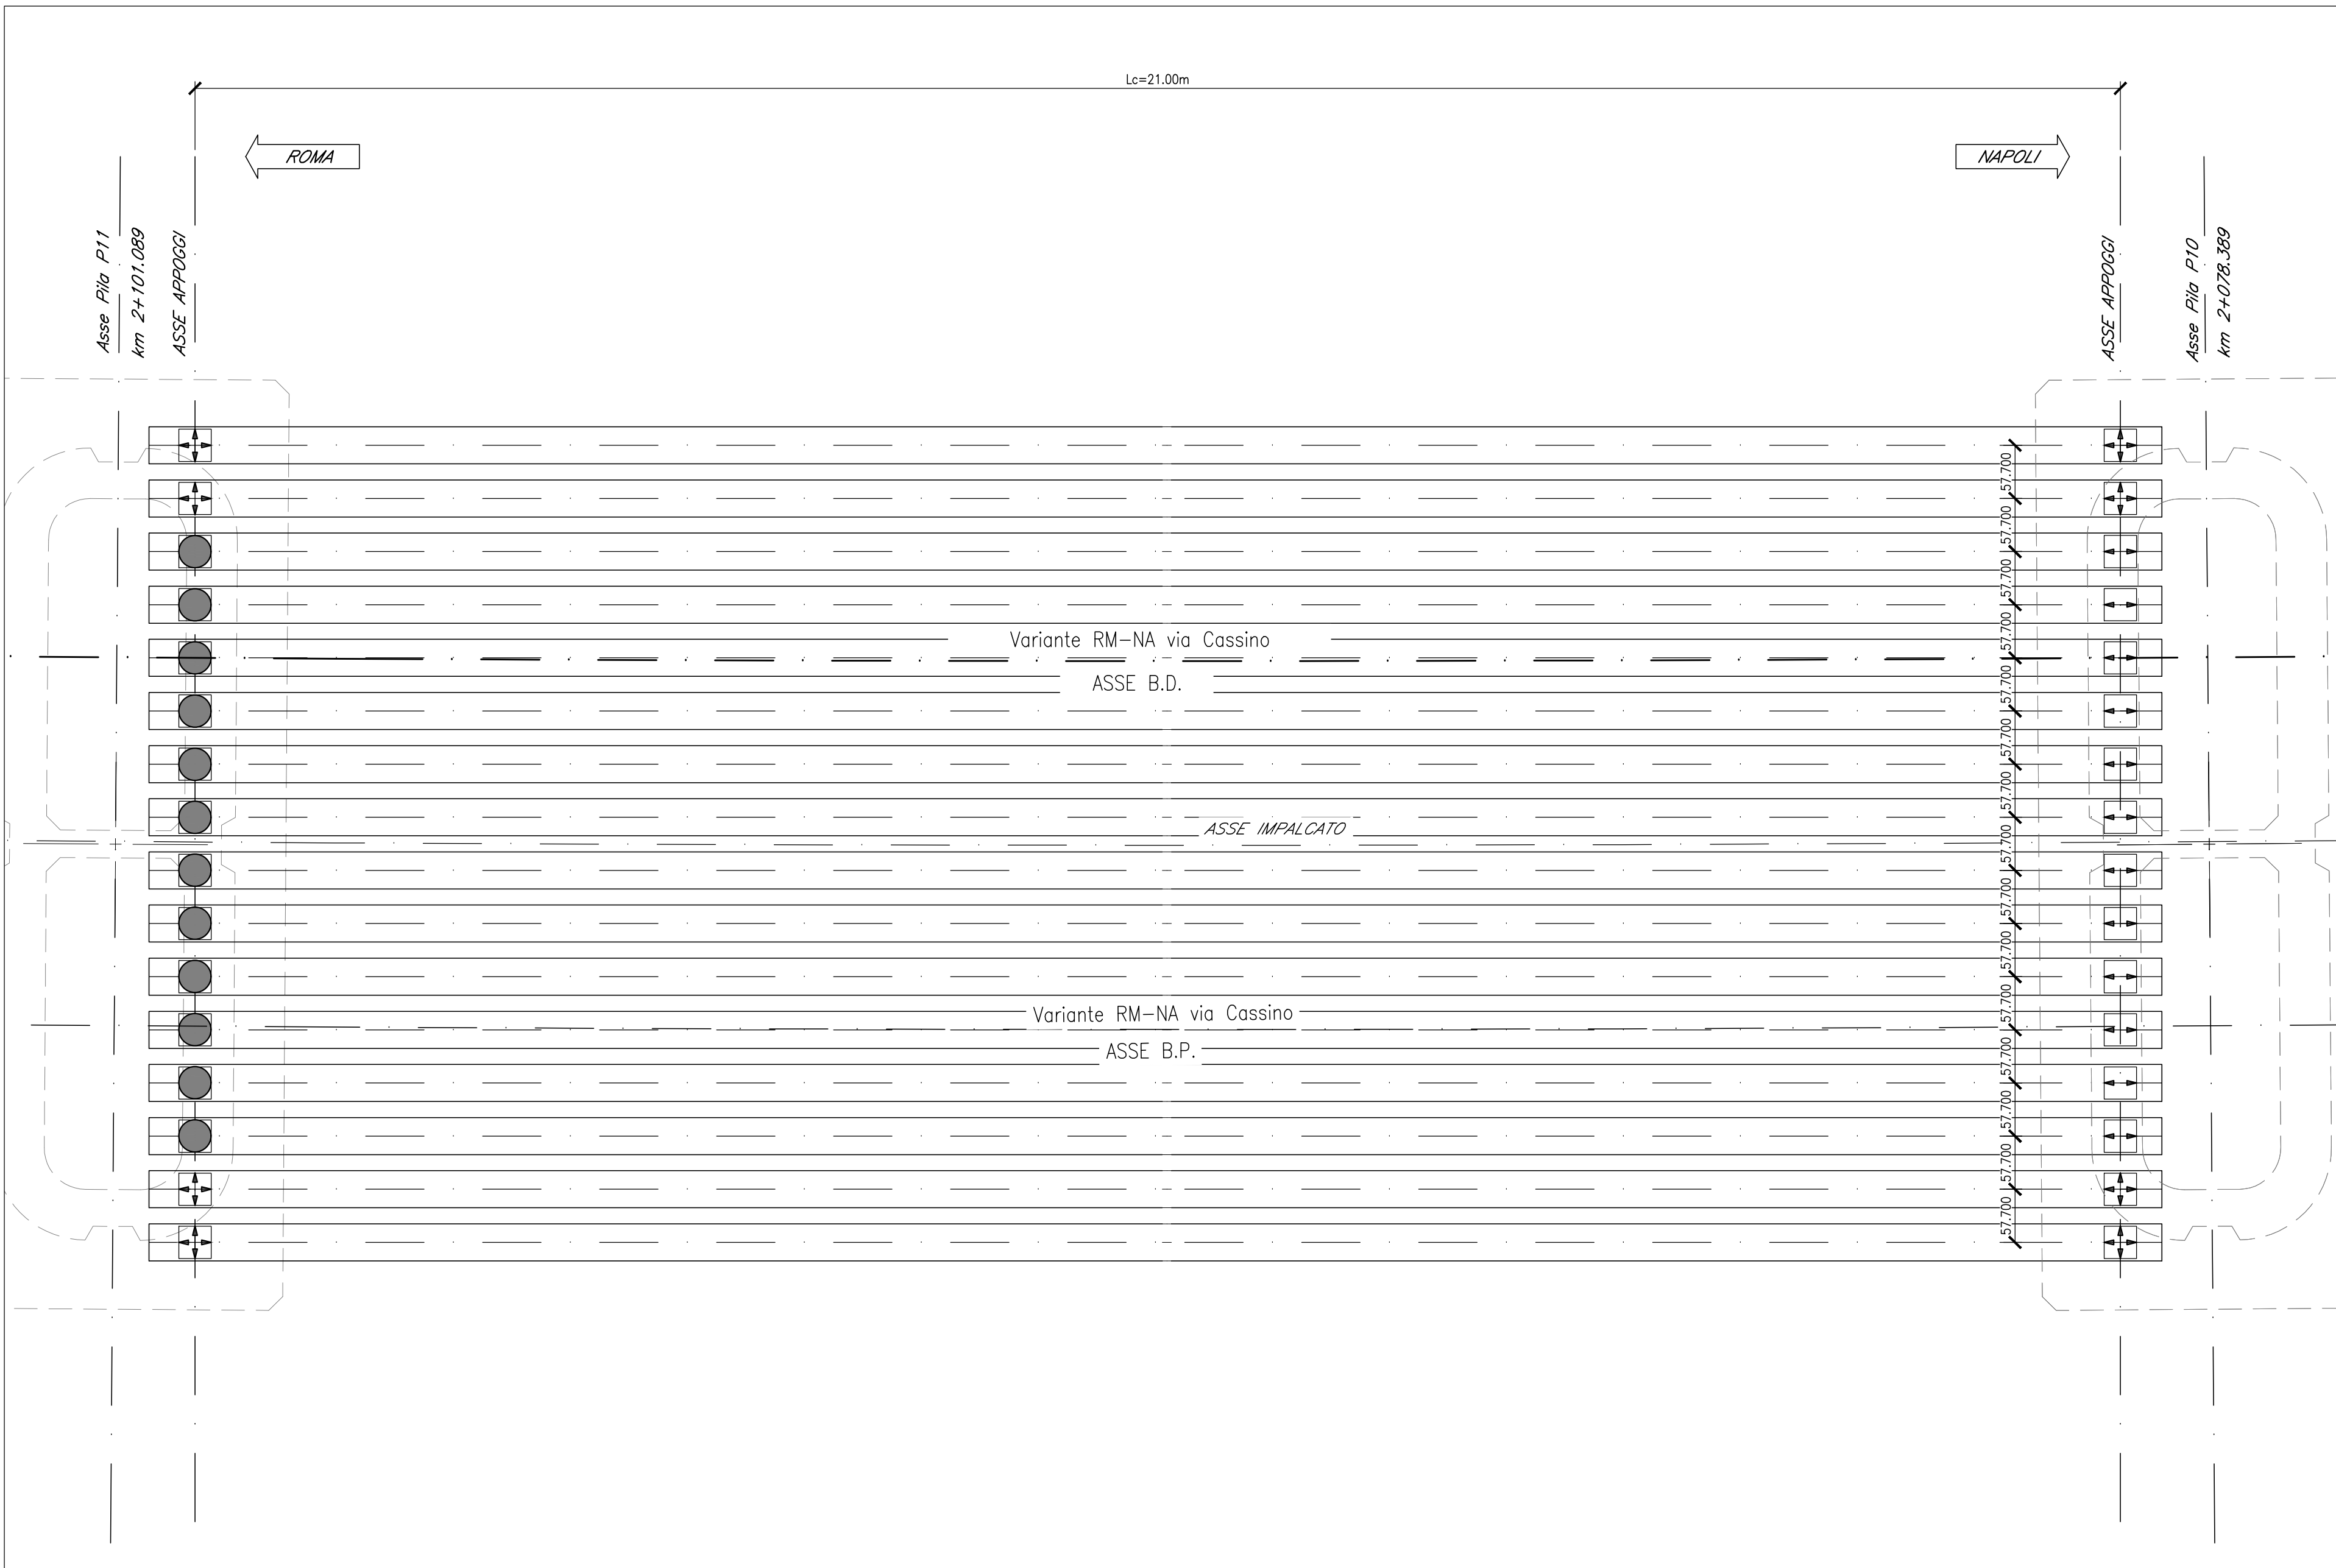 Lc=21.00m
ROMA
NAPOLI
Asse Pila P11
km 2+101.089
ASSE APPOGGI
ASSE APPOGGI
Asse Pila P10
km 2+078.389
57.700
57.700
57.700
57.700
Variante RM-NA via Cassino
ASSE B.D.
57.700
57.700
57.700
ASSE IMPALCATO
57.700
57.700
57.700
57.700
Variante RM-NA via Cassino
ASSE B.P.
57.700
57.700
57.700
57.700